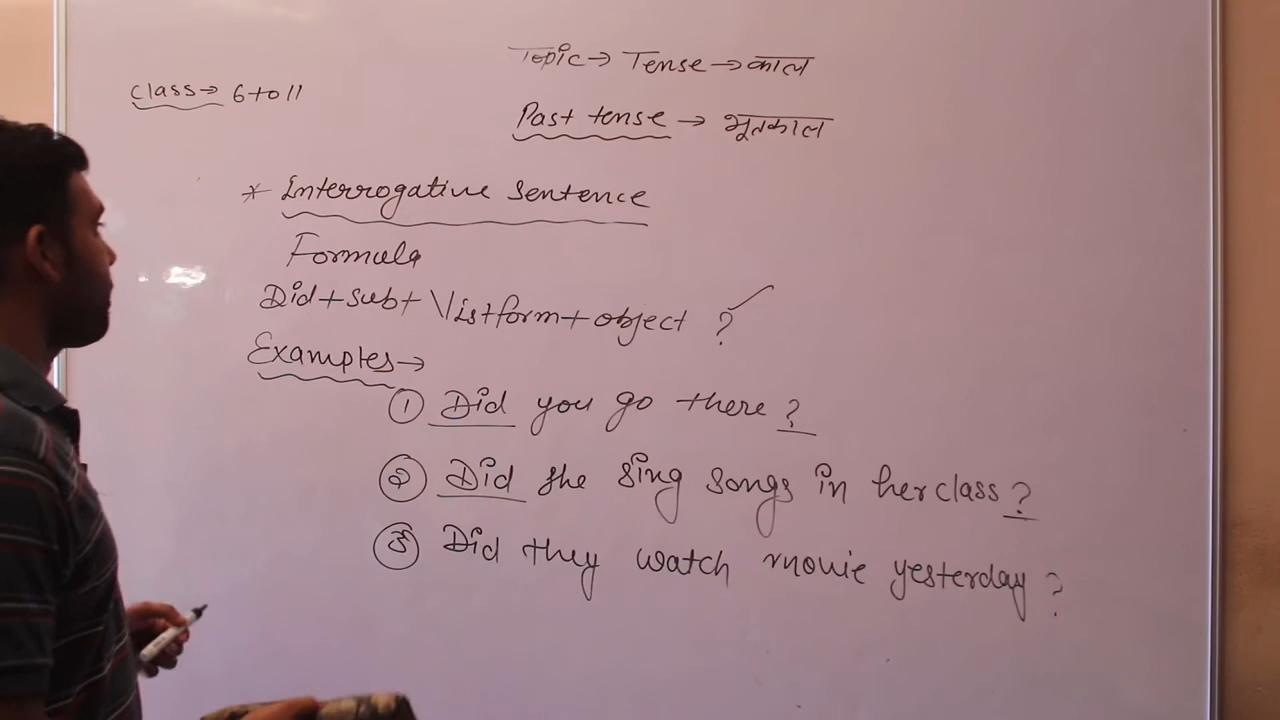 Topic → Tense → काल
Class → 6 to 11
Past tense → भूतकाल
* Interrogative Sentence
Formula
Did + sub + V1st form + object ?
Examples →
① Did you go there ?
② Did she sing songs in her class ?
③ Did they watch movie yesterday ?